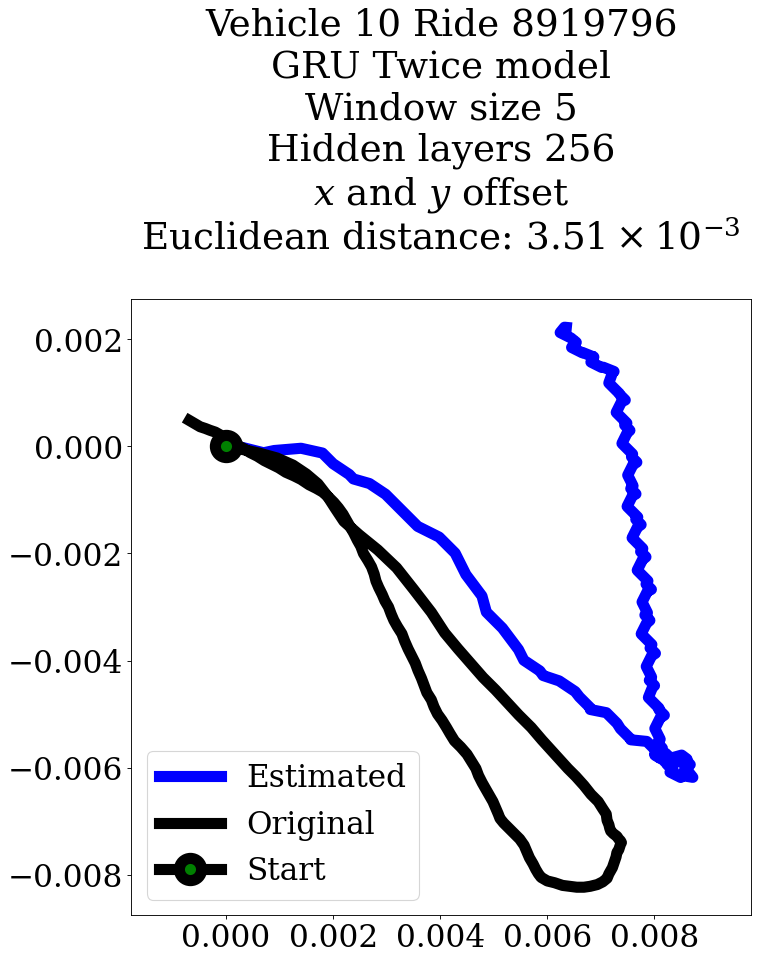 Vehicle 10 Ride 8919796
GRU Twice model
Window size 5
Hidden layers 256
x and y offset
Euclidean distance: 3.51 × 10⁻³
0.002
0.000
−0.002
−0.004
−0.006
−0.008
Estimated
Original
Start
0.000 0.002 0.004 0.006 0.008